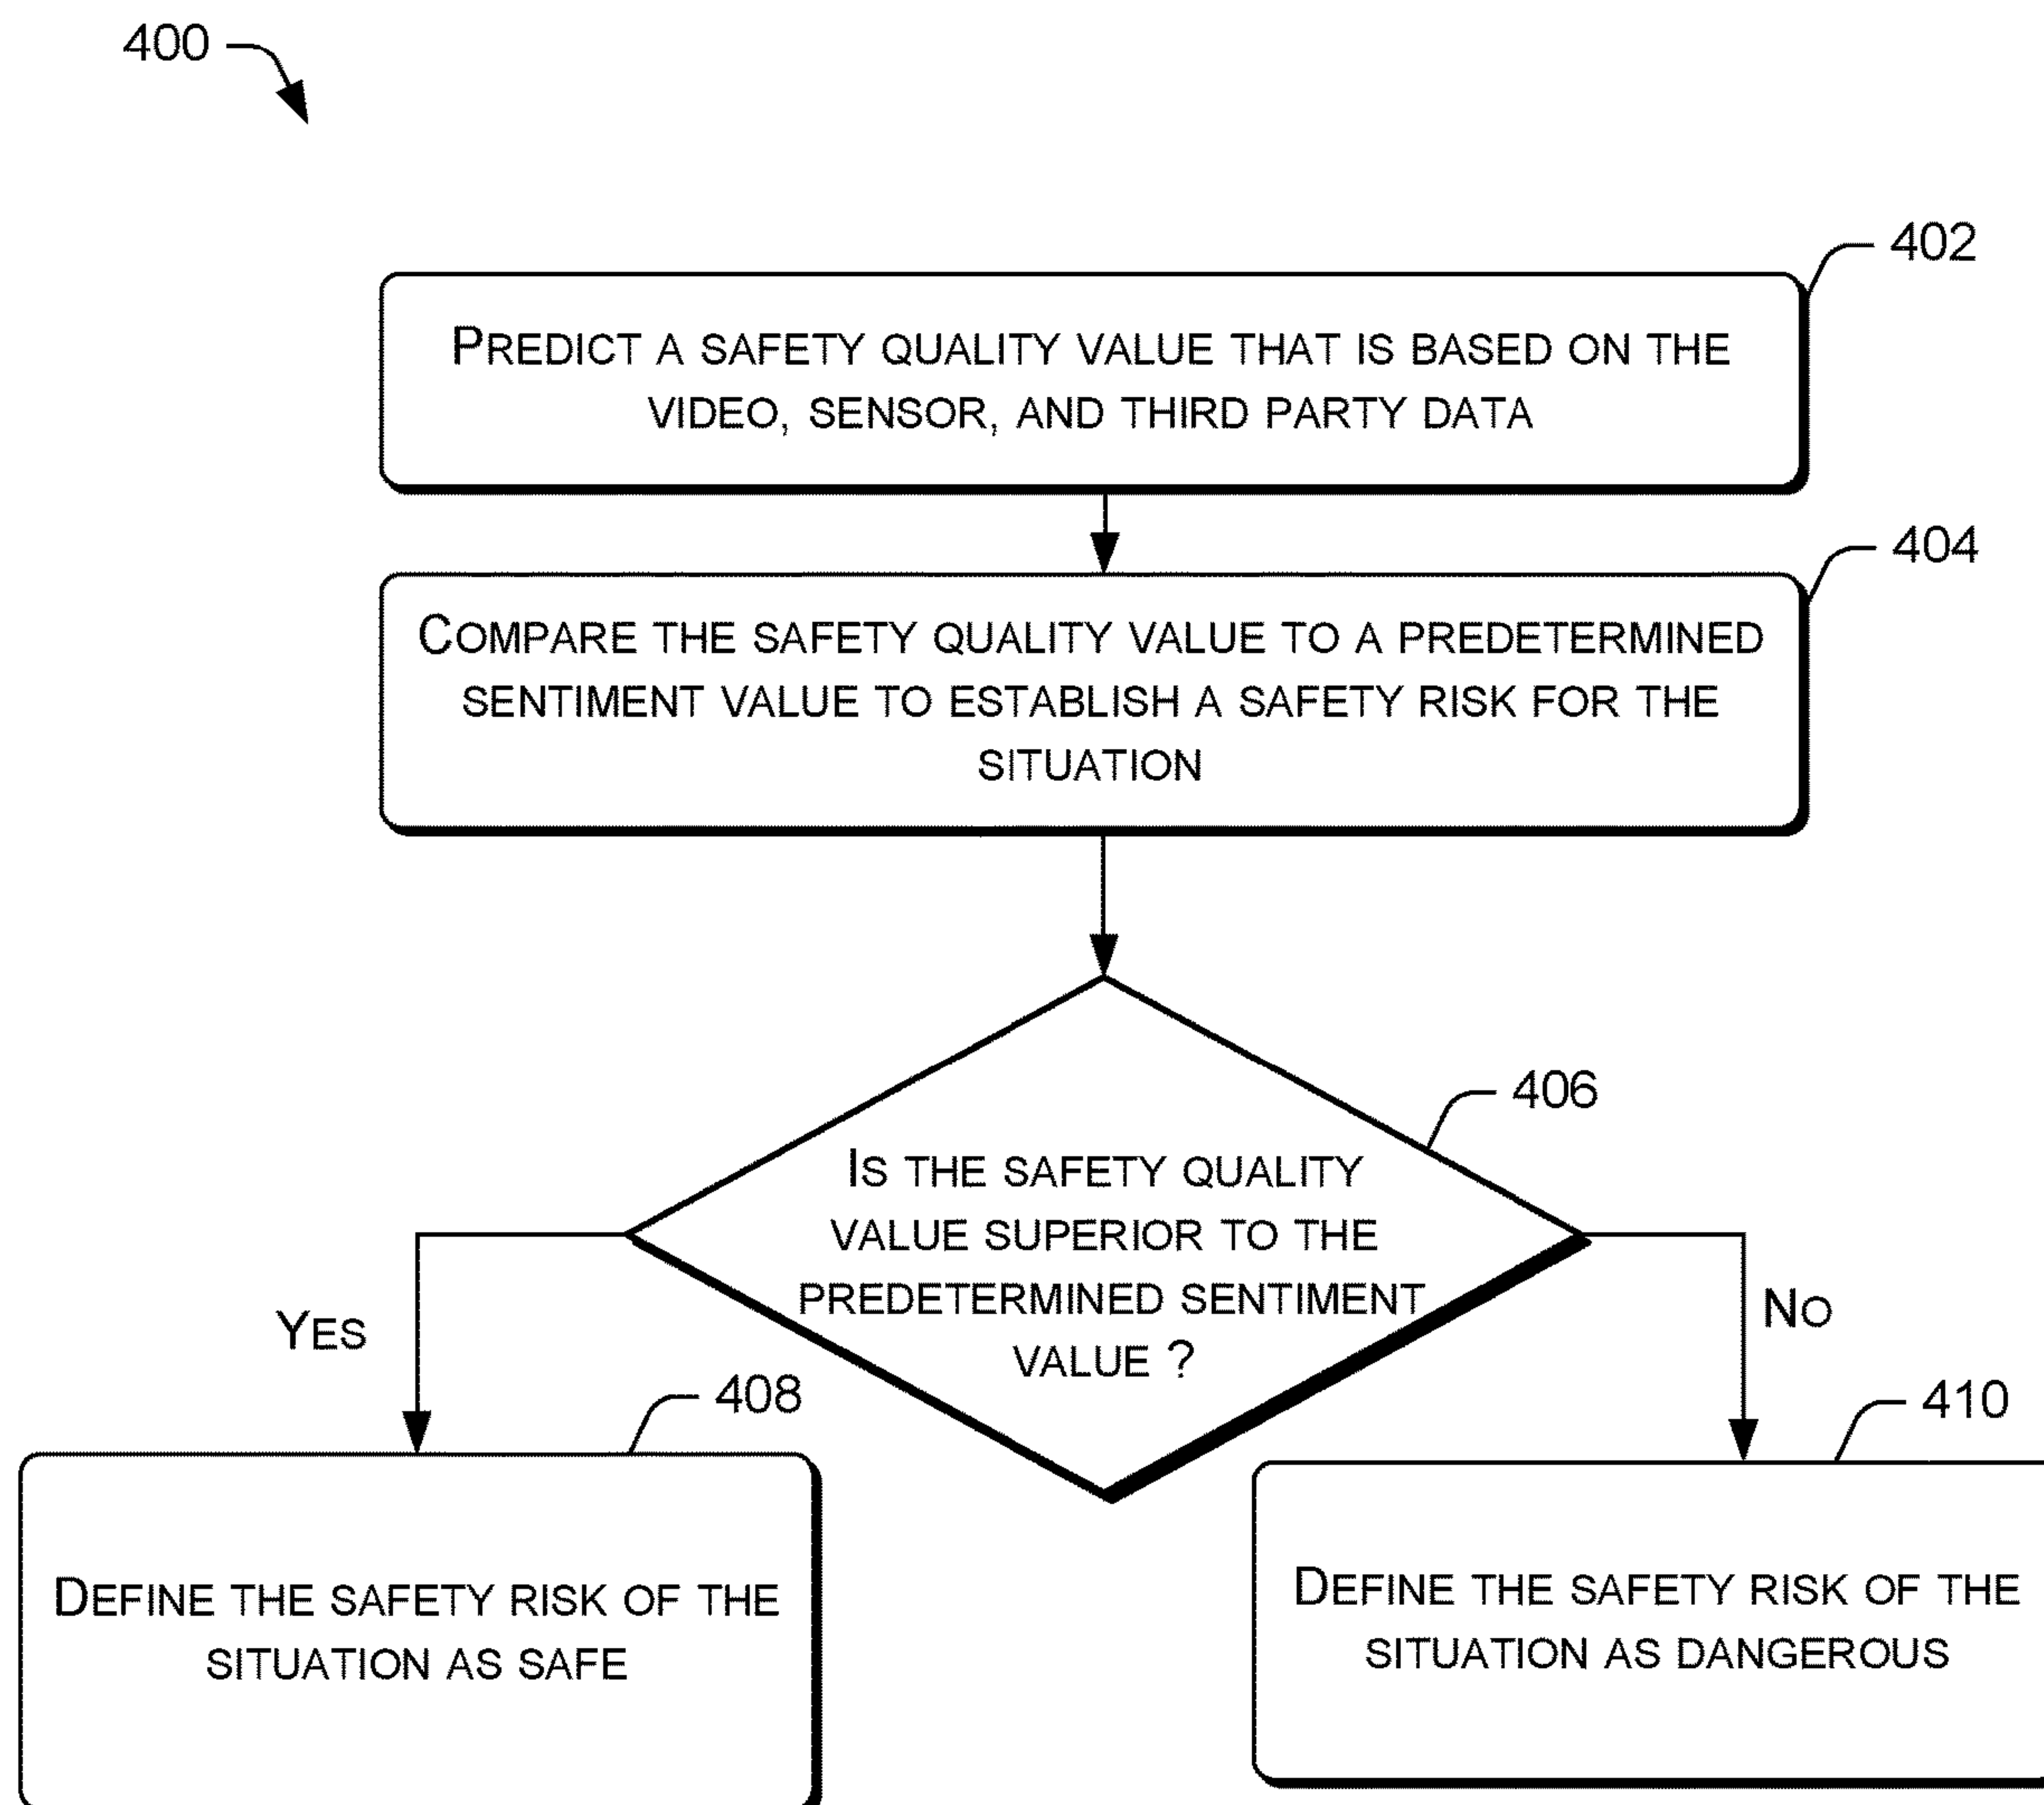 400
402
PREDICT A SAFETY QUALITY VALUE THAT IS BASED ON THE
VIDEO, SENSOR, AND THIRD PARTY DATA
404
COMPARE THE SAFETY QUALITY VALUE TO A PREDETERMINED
SENTIMENT VALUE TO ESTABLISH A SAFETY RISK FOR THE
SITUATION
406
IS THE SAFETY QUALITY
VALUE SUPERIOR TO THE
PREDETERMINED SENTIMENT
VALUE ?
YES
NO
408
DEFINE THE SAFETY RISK OF THE
SITUATION AS SAFE
410
DEFINE THE SAFETY RISK OF THE
SITUATION AS DANGEROUS